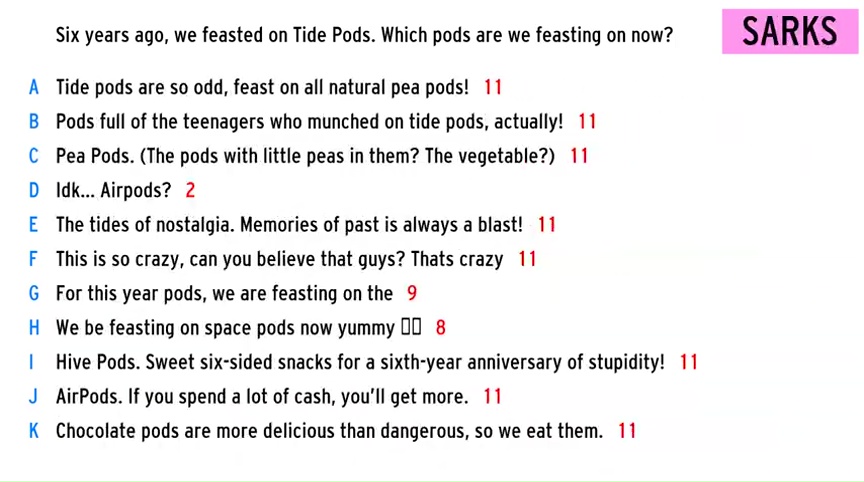 Six years ago, we feasted on Tide Pods. Which pods are we feasting on now?
SARKS
A Tide pods are so odd, feast on all natural pea pods! 11
B Pods full of the teenagers who munched on tide pods, actually! 11
C Pea Pods. (The pods with little peas in them? The vegetable?) 11
D Idk... Airpods? 2
E The tides of nostalgia. Memories of past is always a blast! 11
F This is so crazy, can you believe that guys? Thats crazy 11
G For this year pods, we are feasting on the 9
H We be feasting on space pods now yummy 8
I Hive Pods. Sweet six-sided snacks for a sixth-year anniversary of stupidity! 11
J AirPods. If you spend a lot of cash, you'll get more. 11
K Chocolate pods are more delicious than dangerous, so we eat them. 11